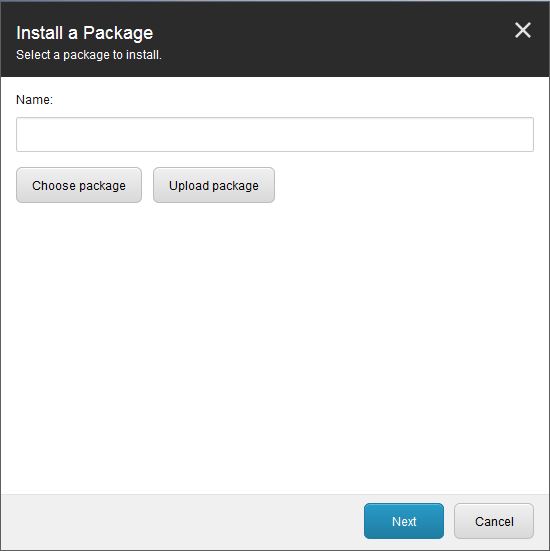 Install a Package
Select a package to install.
Name:
Choose package
Upload package
Next
Cancel